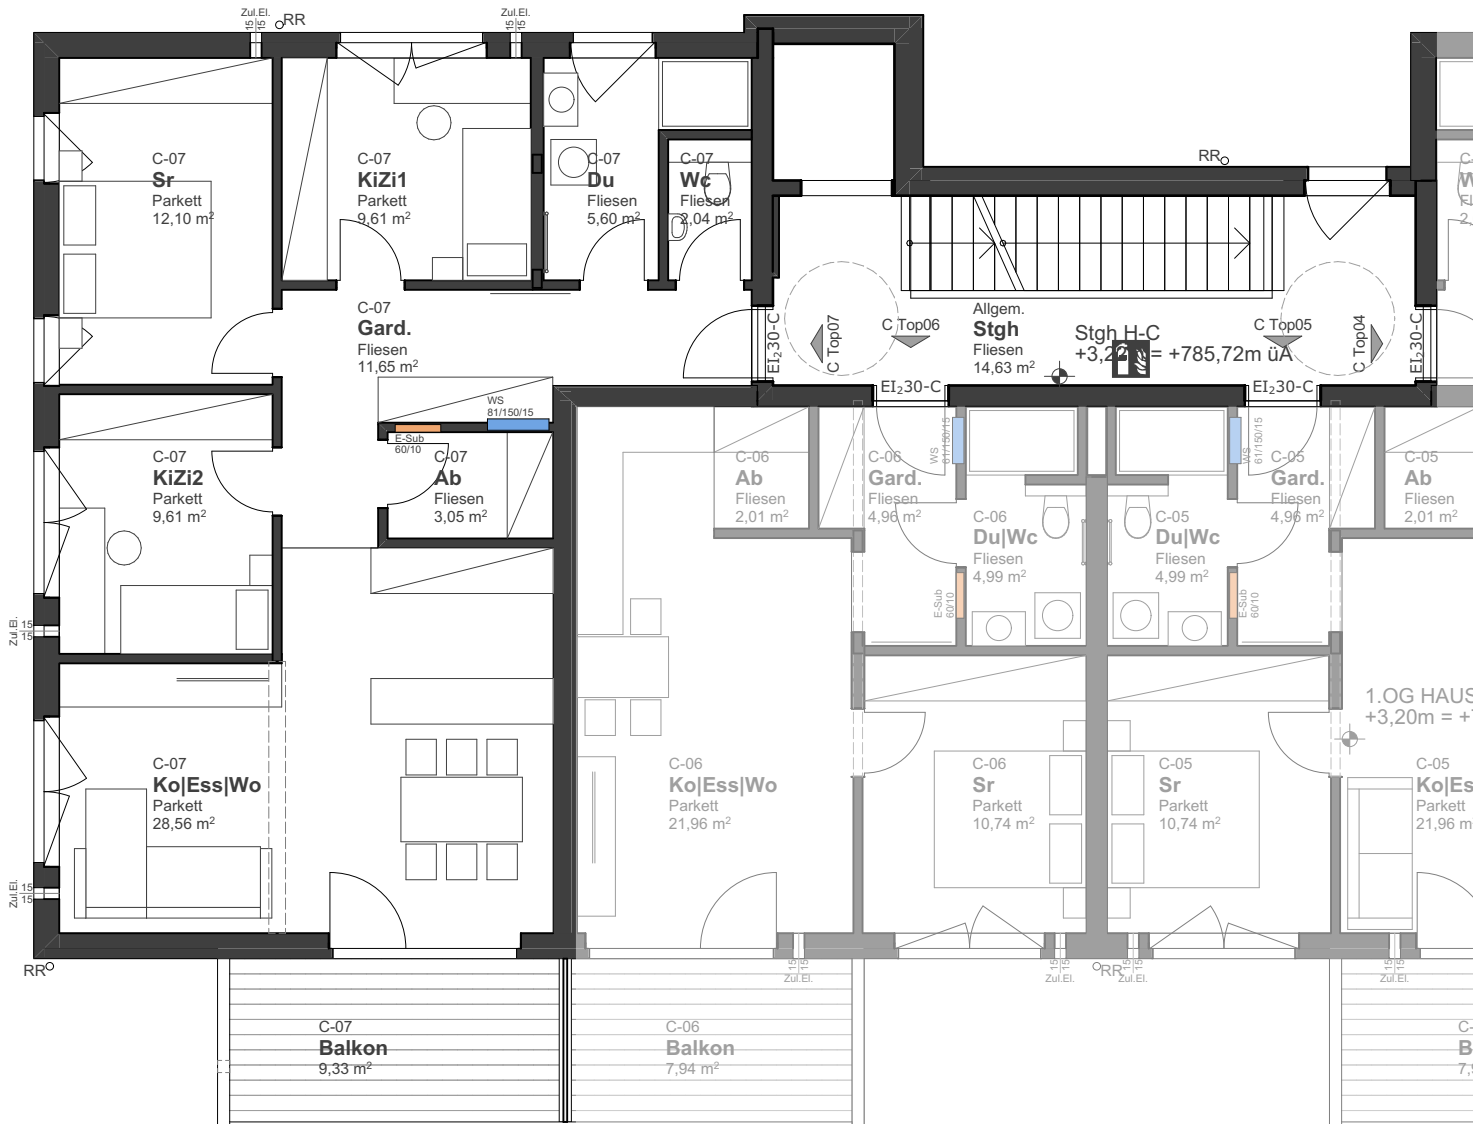 Zul.El.
15
15
RR
Zul.El.
15
15
C-07
Sr
Parkett
12,10 m²
C-07
KiZi1
Parkett
9,61 m²
C-07
Du
Fliesen
5,60 m²
C-07
Wc
Fliesen
2,04 m²
RR
C-07
Gard.
Fliesen
11,65 m²
EI₂30-C
C Top07
C Top06
Allgem.
Stgh
Fliesen
14,63 m²
Stgh H-C
= +785,72m üA
C Top05
C Top04
EI₂30-C
EI₂30-C
EI₂30-C
WS
81/150/15
E-Sub
60/10
C-07
KiZi2
Parkett
9,61 m²
C-07
Ab
Fliesen
3,05 m²
C-06
Ab
Fliesen
2,01 m²
C-06
Gard.
Fliesen
4,96 m²
WS
61/150/15
WS
61/150/15
C-05
Gard.
Fliesen
4,96 m²
C-05
Ab
Fliesen
2,01 m²
C-06
Du|Wc
Fliesen
4,99 m²
C-05
Du|Wc
Fliesen
4,99 m²
E-Sub
60/10
E-Sub
60/10
Zul.El.
15
15
1.OG HAUS
+3,20m = +
C-07
Ko|Ess|Wo
Parkett
28,56 m²
C-06
Ko|Ess|Wo
Parkett
21,96 m²
C-06
Sr
Parkett
10,74 m²
C-05
Sr
Parkett
10,74 m²
C-05
Ko|Es
Parkett
21,96 m
Zul.El.
15
15
RR
15
15
Zul.El.
15
15
Zul.El.
RR
15
15
Zul.El.
15
15
Zul.El.
C-07
Balkon
9,33 m²
C-06
Balkon
7,94 m²